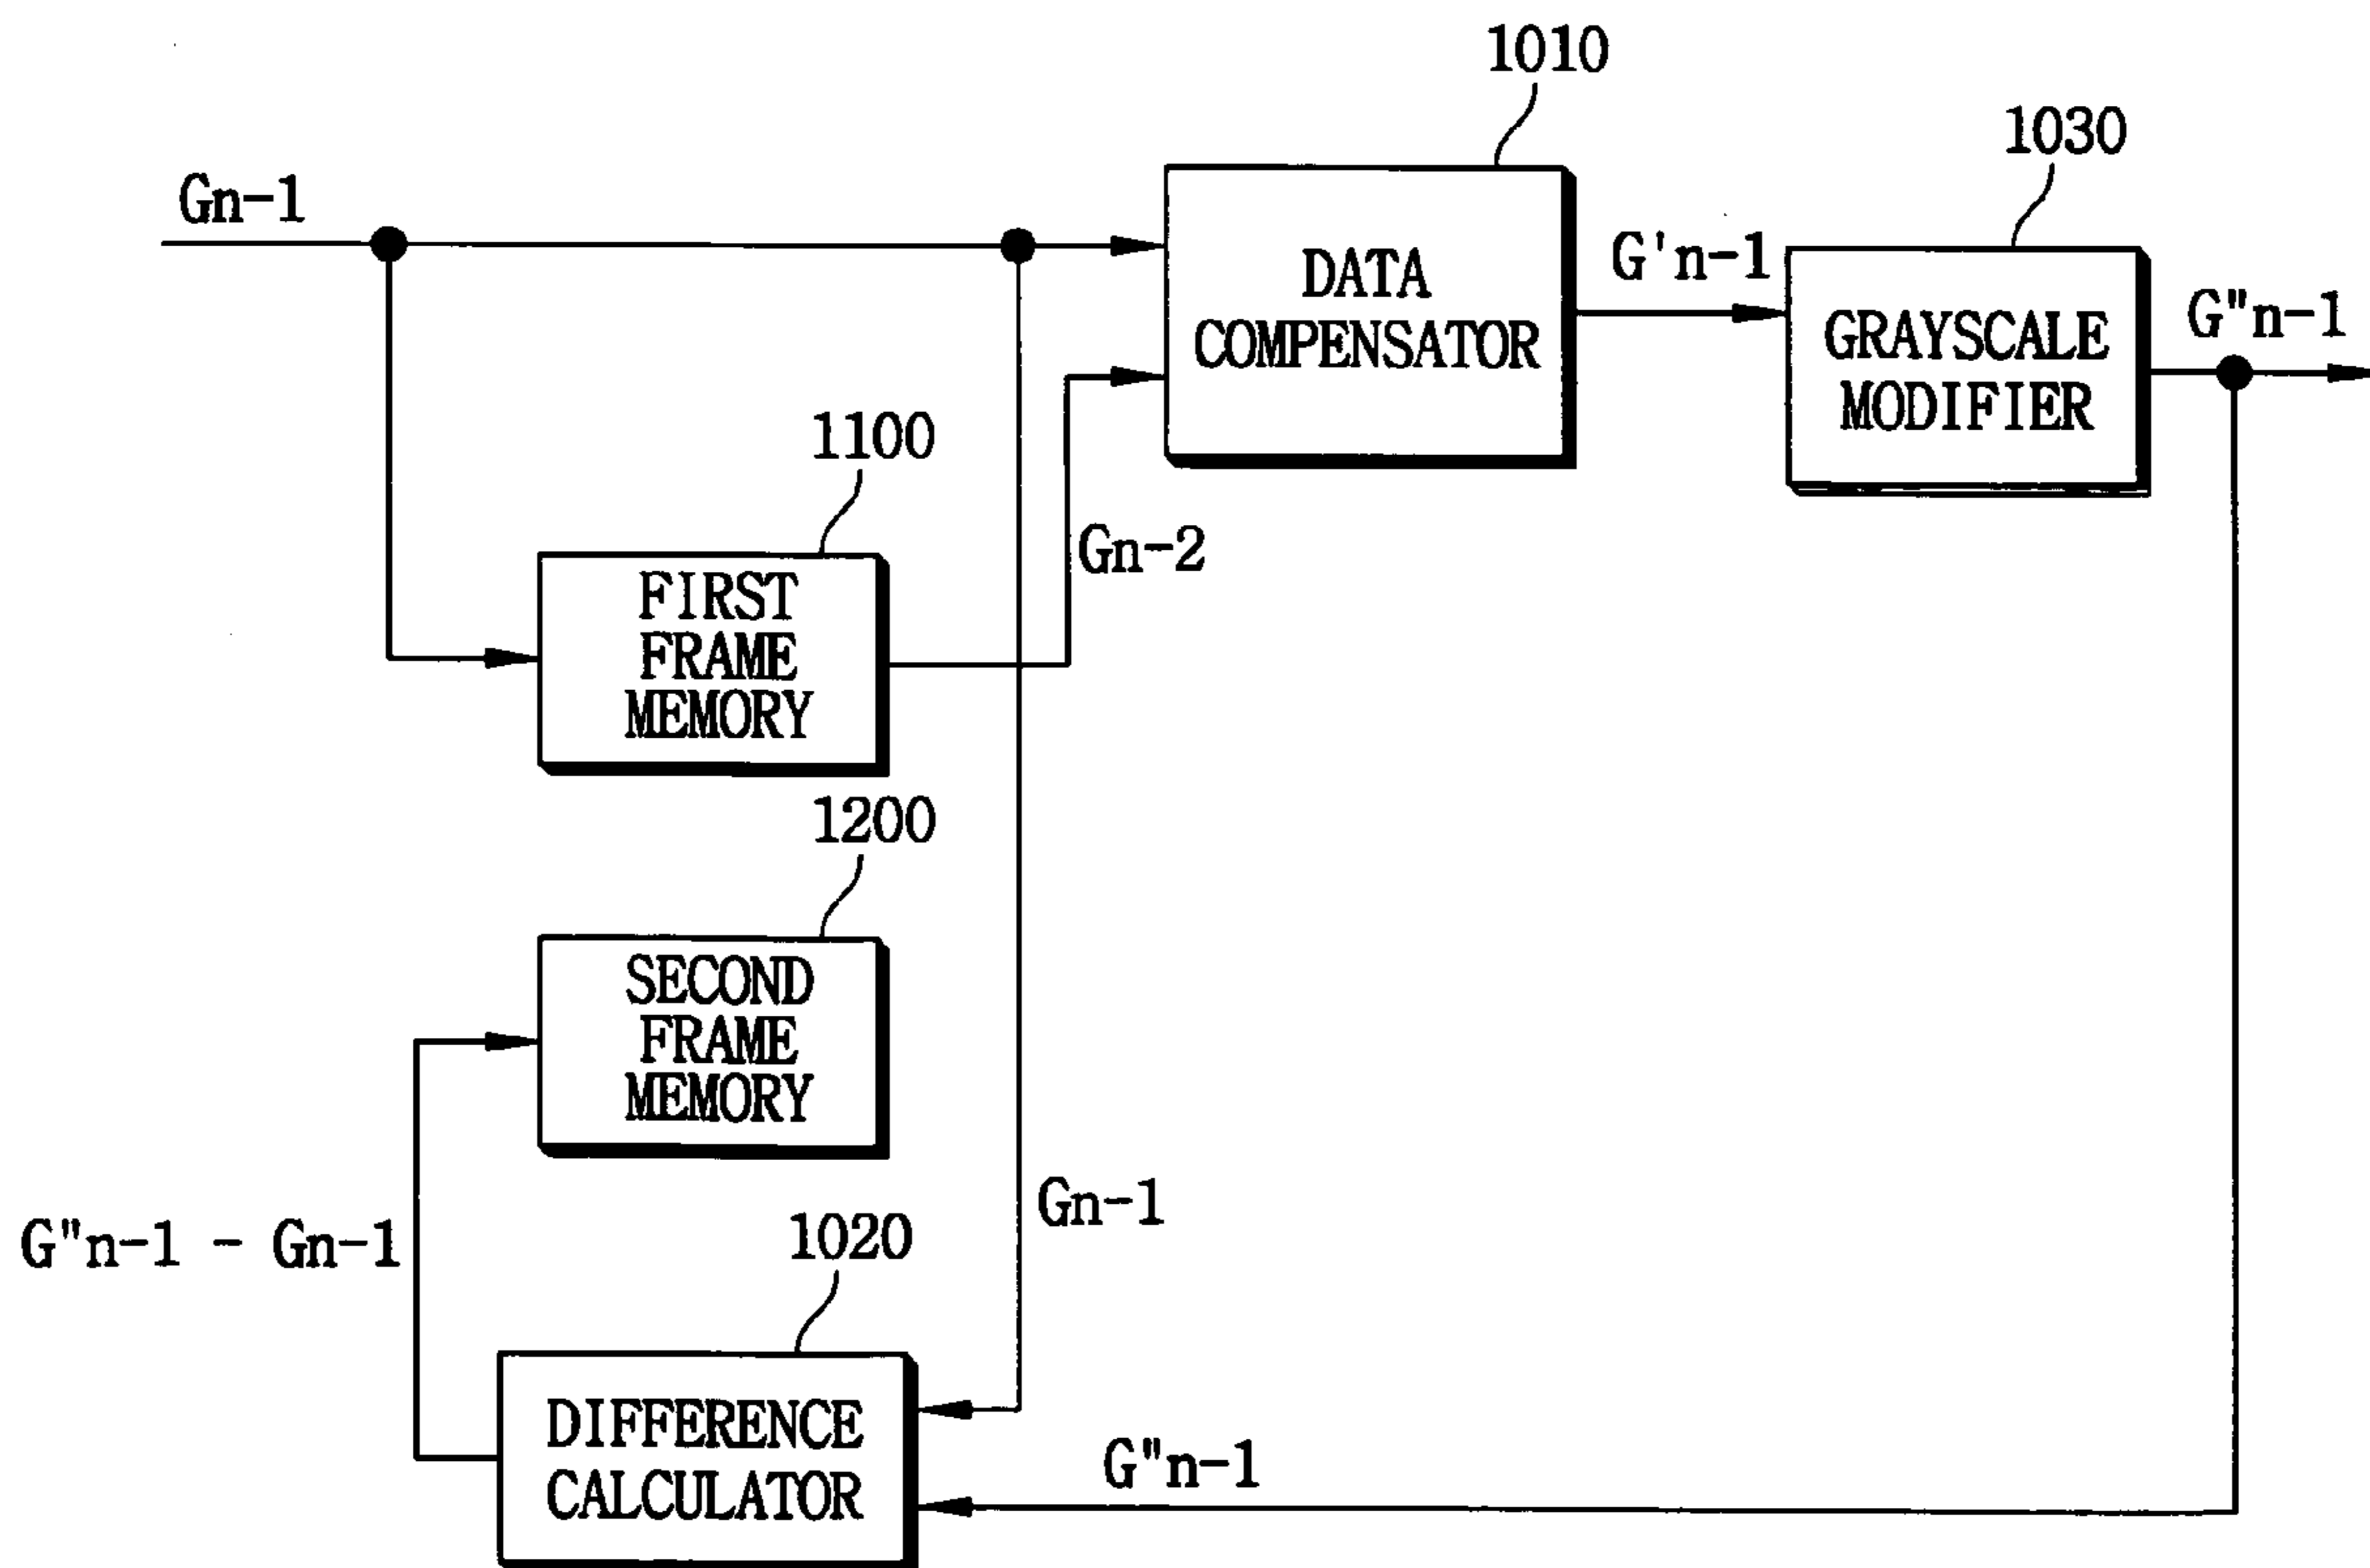 1010
1030
Gn-1
DATA
COMPENSATOR
G'n-1
GRAYSCALE
MODIFIER
G"n-1
1100
Gn-2
FIRST
FRAME
MEMORY
1200
SECOND
FRAME
MEMORY
Gn-1
G"n-1 - Gn-1
1020
DIFFERENCE
CALCULATOR
G"n-1